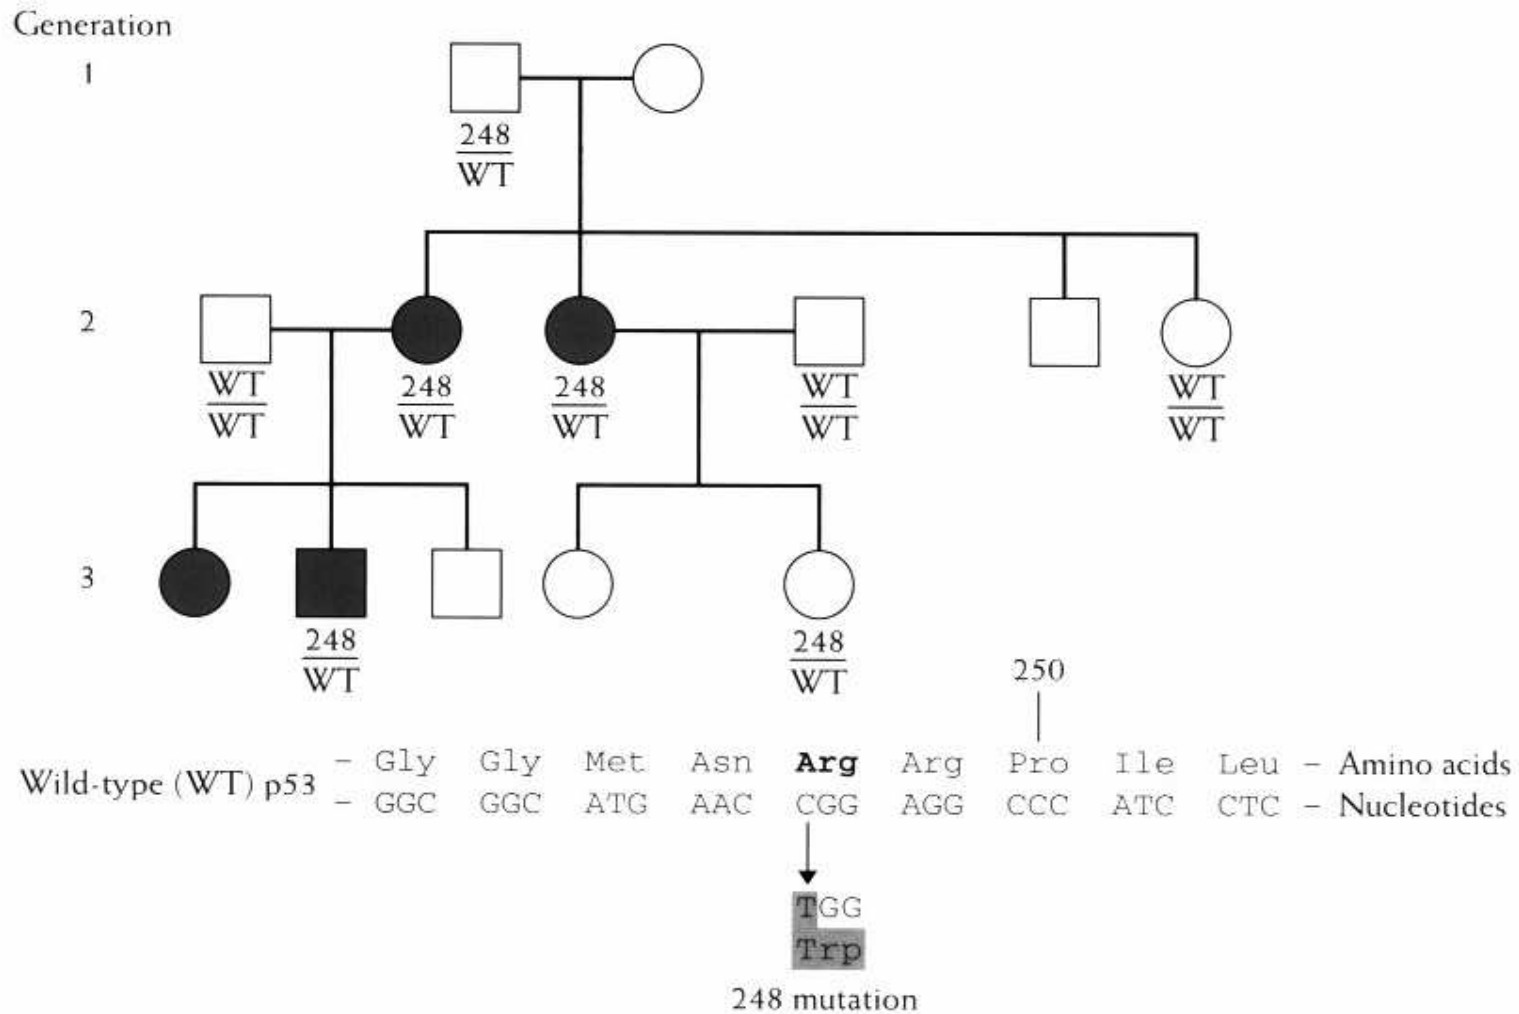 Generation
1
248
WT
2
WT
WT
248
WT
248
WT
WT
WT
WT
WT
3
248
WT
248
WT
250
Wild-type (WT) p53
– Gly Gly Met Asn Arg Arg Pro Ile Leu – Amino acids
– GGC GGC ATG AAC CGG AGG CCC ATC CTC – Nucleotides
TGG
Trp
248 mutation